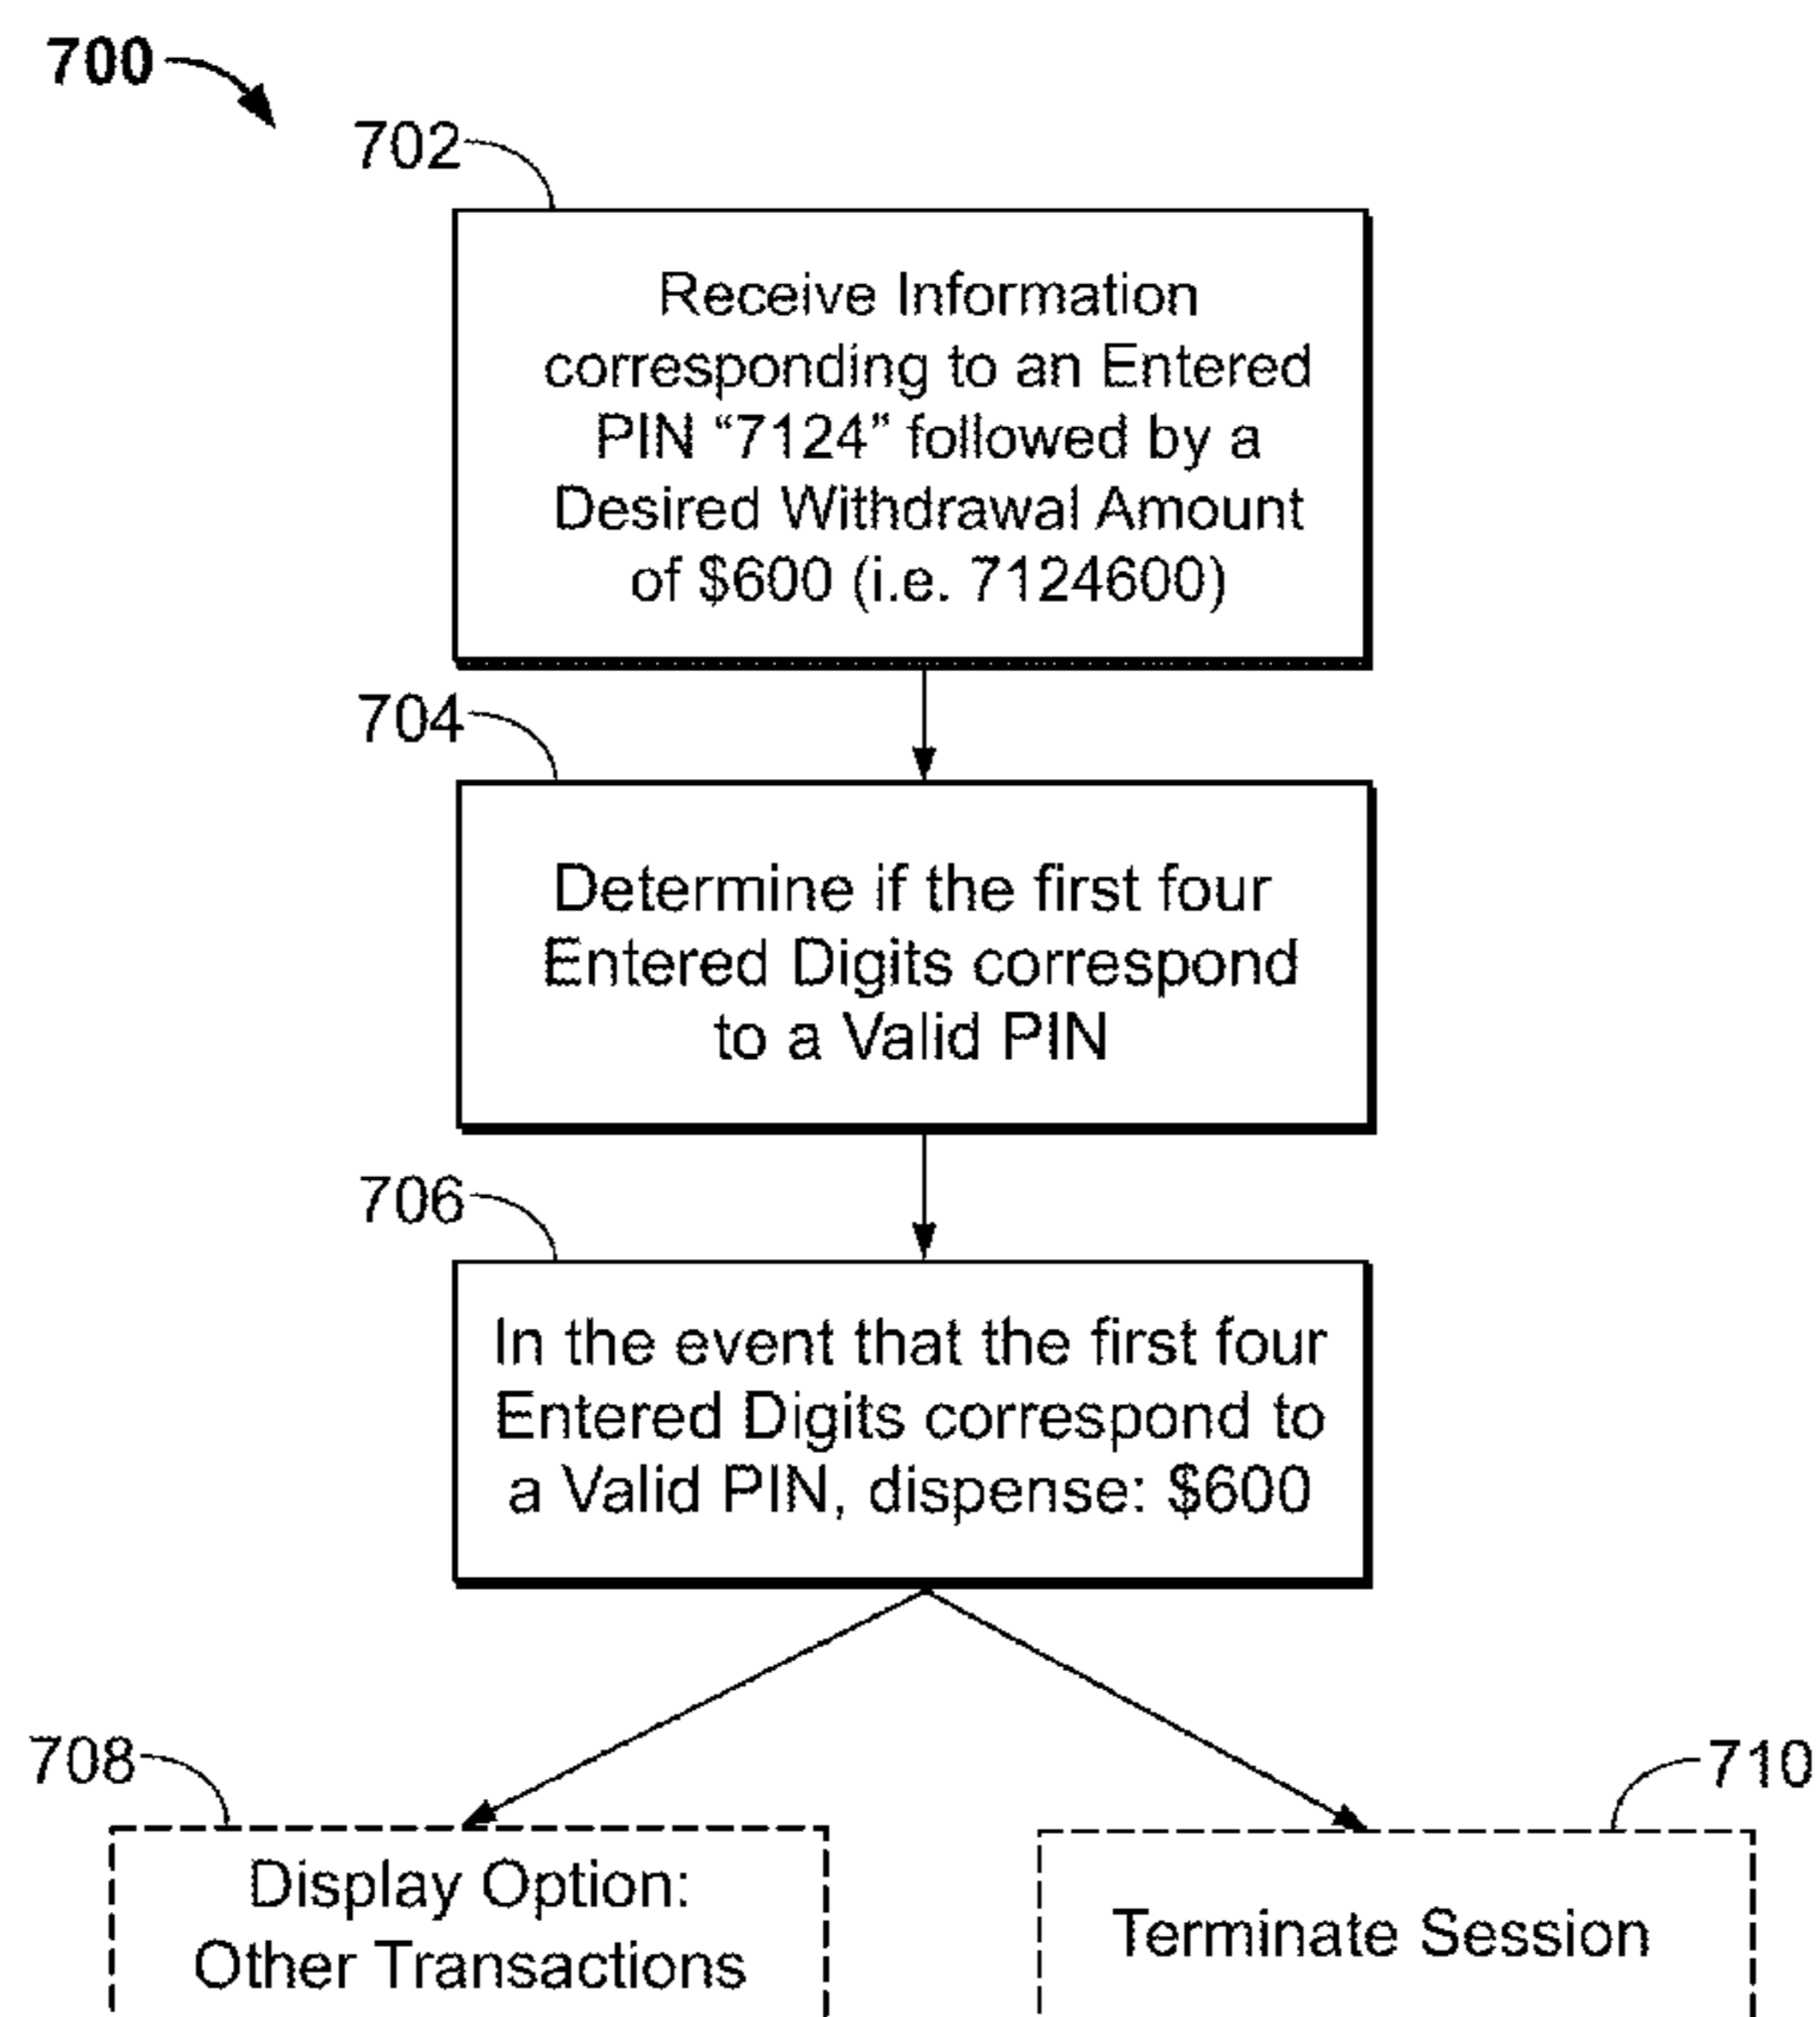 700
702
Receive Information
corresponding to an Entered
PIN “7124” followed by a
Desired Withdrawal Amount
of $600 (i.e. 7124600)
704
Determine if the first four
Entered Digits correspond
to a Valid PIN
706
In the event that the first four
Entered Digits correspond to
a Valid PIN, dispense: $600
708
Display Option:
Other Transactions
710
Terminate Session